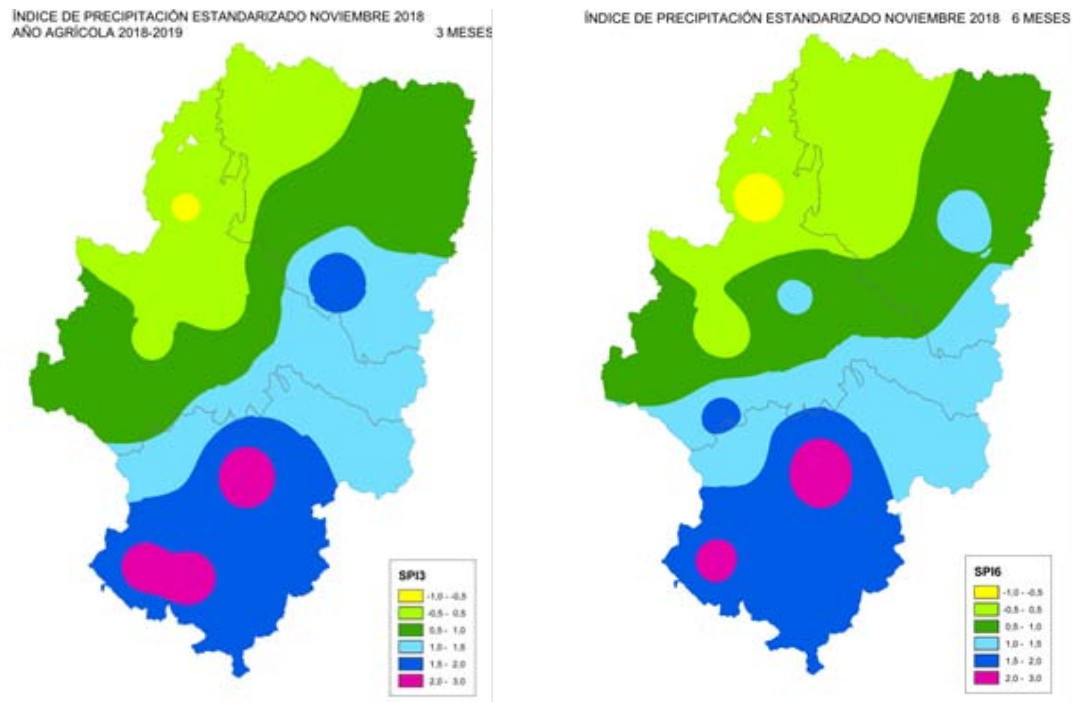 ÍNDICE DE PRECIPITACIÓN ESTANDARIZADO NOVIEMBRE 2018
AÑO AGRÍCOLA 2018-2019 3 MESES
SPI3
-1,0 - -0,5
-0,5 - 0,5
0,5 - 1,0
1,0 - 1,5
1,5 - 2,0
2,0 - 3,0
ÍNDICE DE PRECIPITACIÓN ESTANDARIZADO NOVIEMBRE 2018 6 MESES
SPI6
-1,0 - -0,5
-0,5 - 0,5
0,5 - 1,0
1,0 - 1,5
1,5 - 2,0
2,0 - 3,0